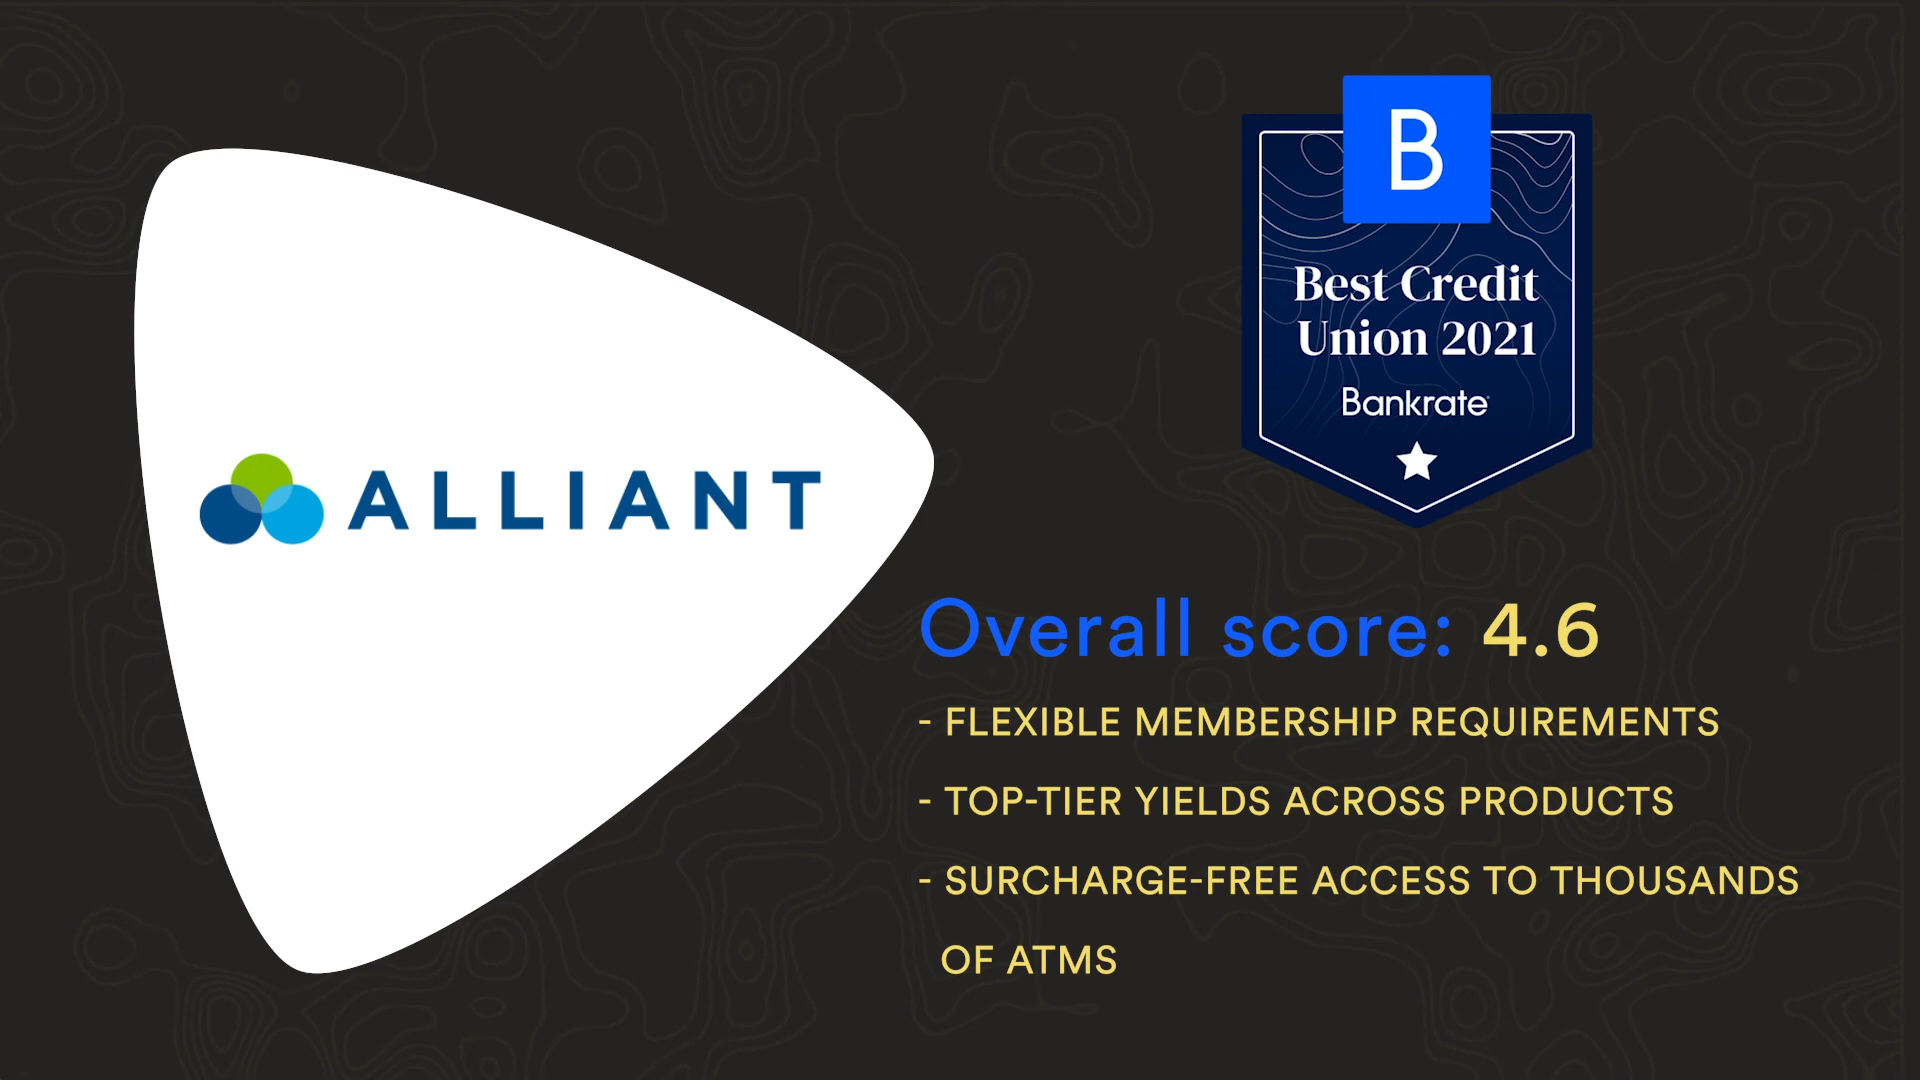 ALLIANT
B
Best Credit
Union 2021
Bankrate
Overall score: 4.6
- FLEXIBLE MEMBERSHIP REQUIREMENTS
- TOP-TIER YIELDS ACROSS PRODUCTS
- SURCHARGE-FREE ACCESS TO THOUSANDS
OF ATMS